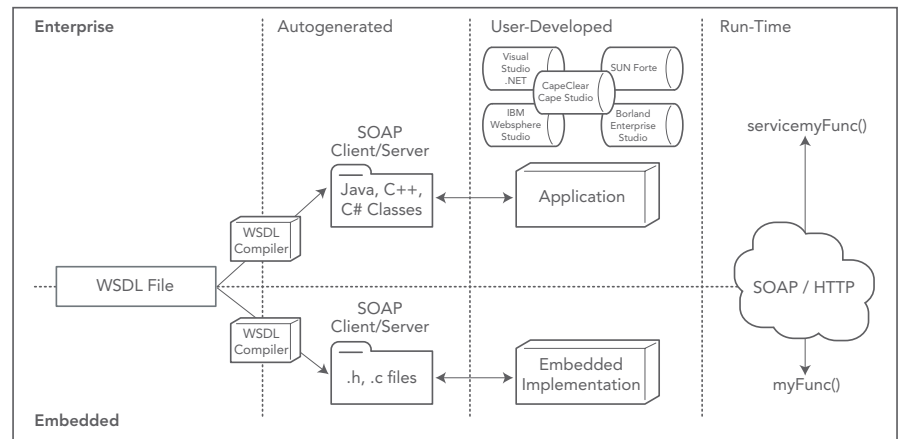 Enterprise
Autogenerated
User-Developed
Run-Time
Visual
Studio
.NET
SUN Forte
CapeClear
Cape Studio
IBM
Websphere
Studio
Borland
Enterprise
Studio
servicemyFunc()
SOAP
Client/Server
Java, C++,
C# Classes
Application
WSDL
Compiler
WSDL File
SOAP / HTTP
SOAP
Client/Server
WSDL
Compiler
.h, .c files
Embedded
Implementation
myFunc()
Embedded